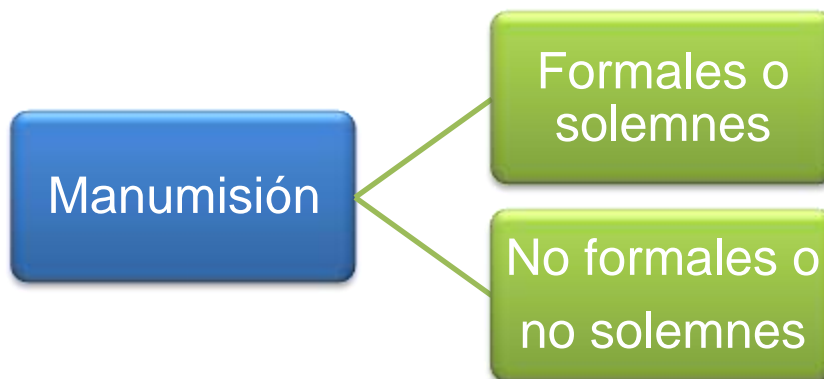 Manumisión
Formales o
solemnes
No formales o
no solemnes